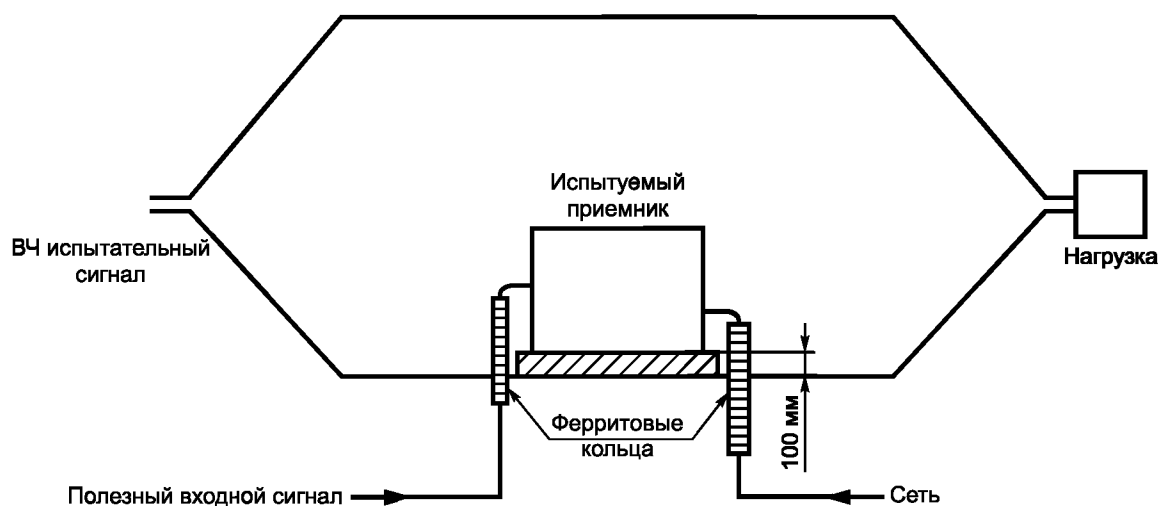 Испытуемый
приемник
ВЧ испытательный
сигнал
Нагрузка
Ферритовые
кольца
100 мм
Полезный входной сигнал
Сеть